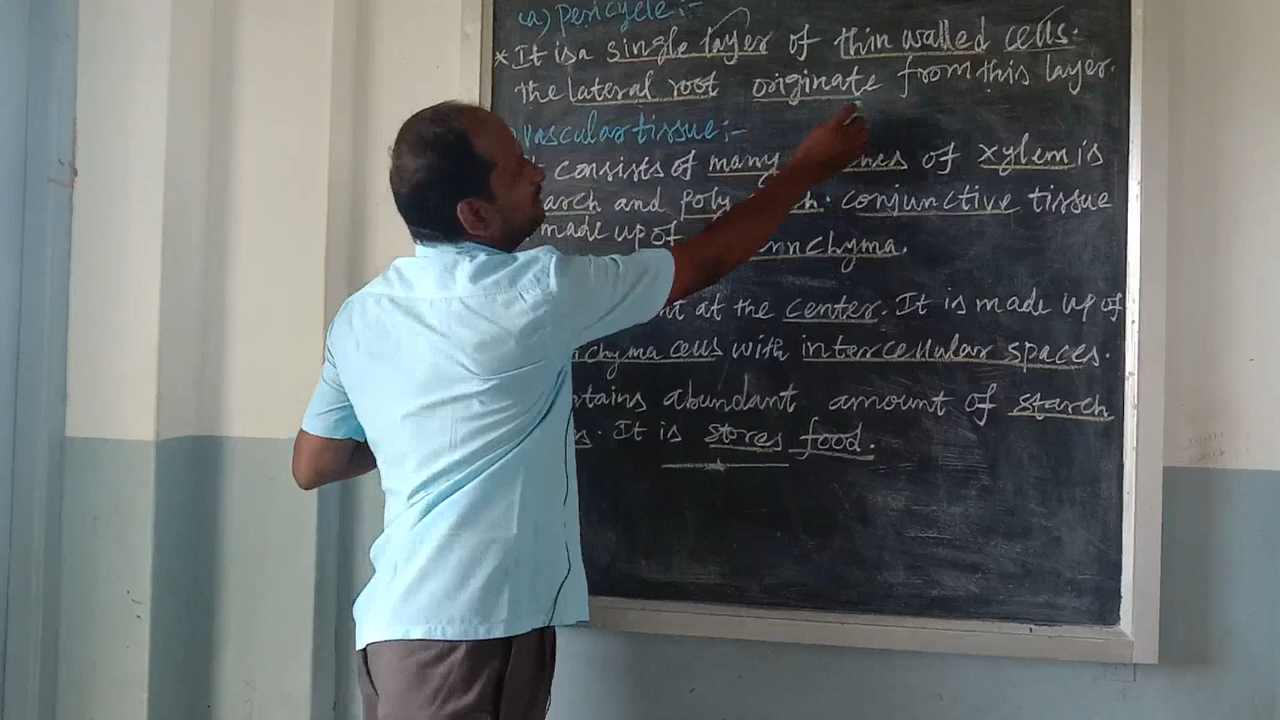 (a) Pericycle:-
* It is a single layer of thin walled cells.
The lateral root originate from this layer.
vascular tissue:-
consists of many of xylem is
arch and poly conjunctive tissue
made up of
at the center. It is made up of
cells with intercellular spaces.
abundant amount of starch
It is stores food.